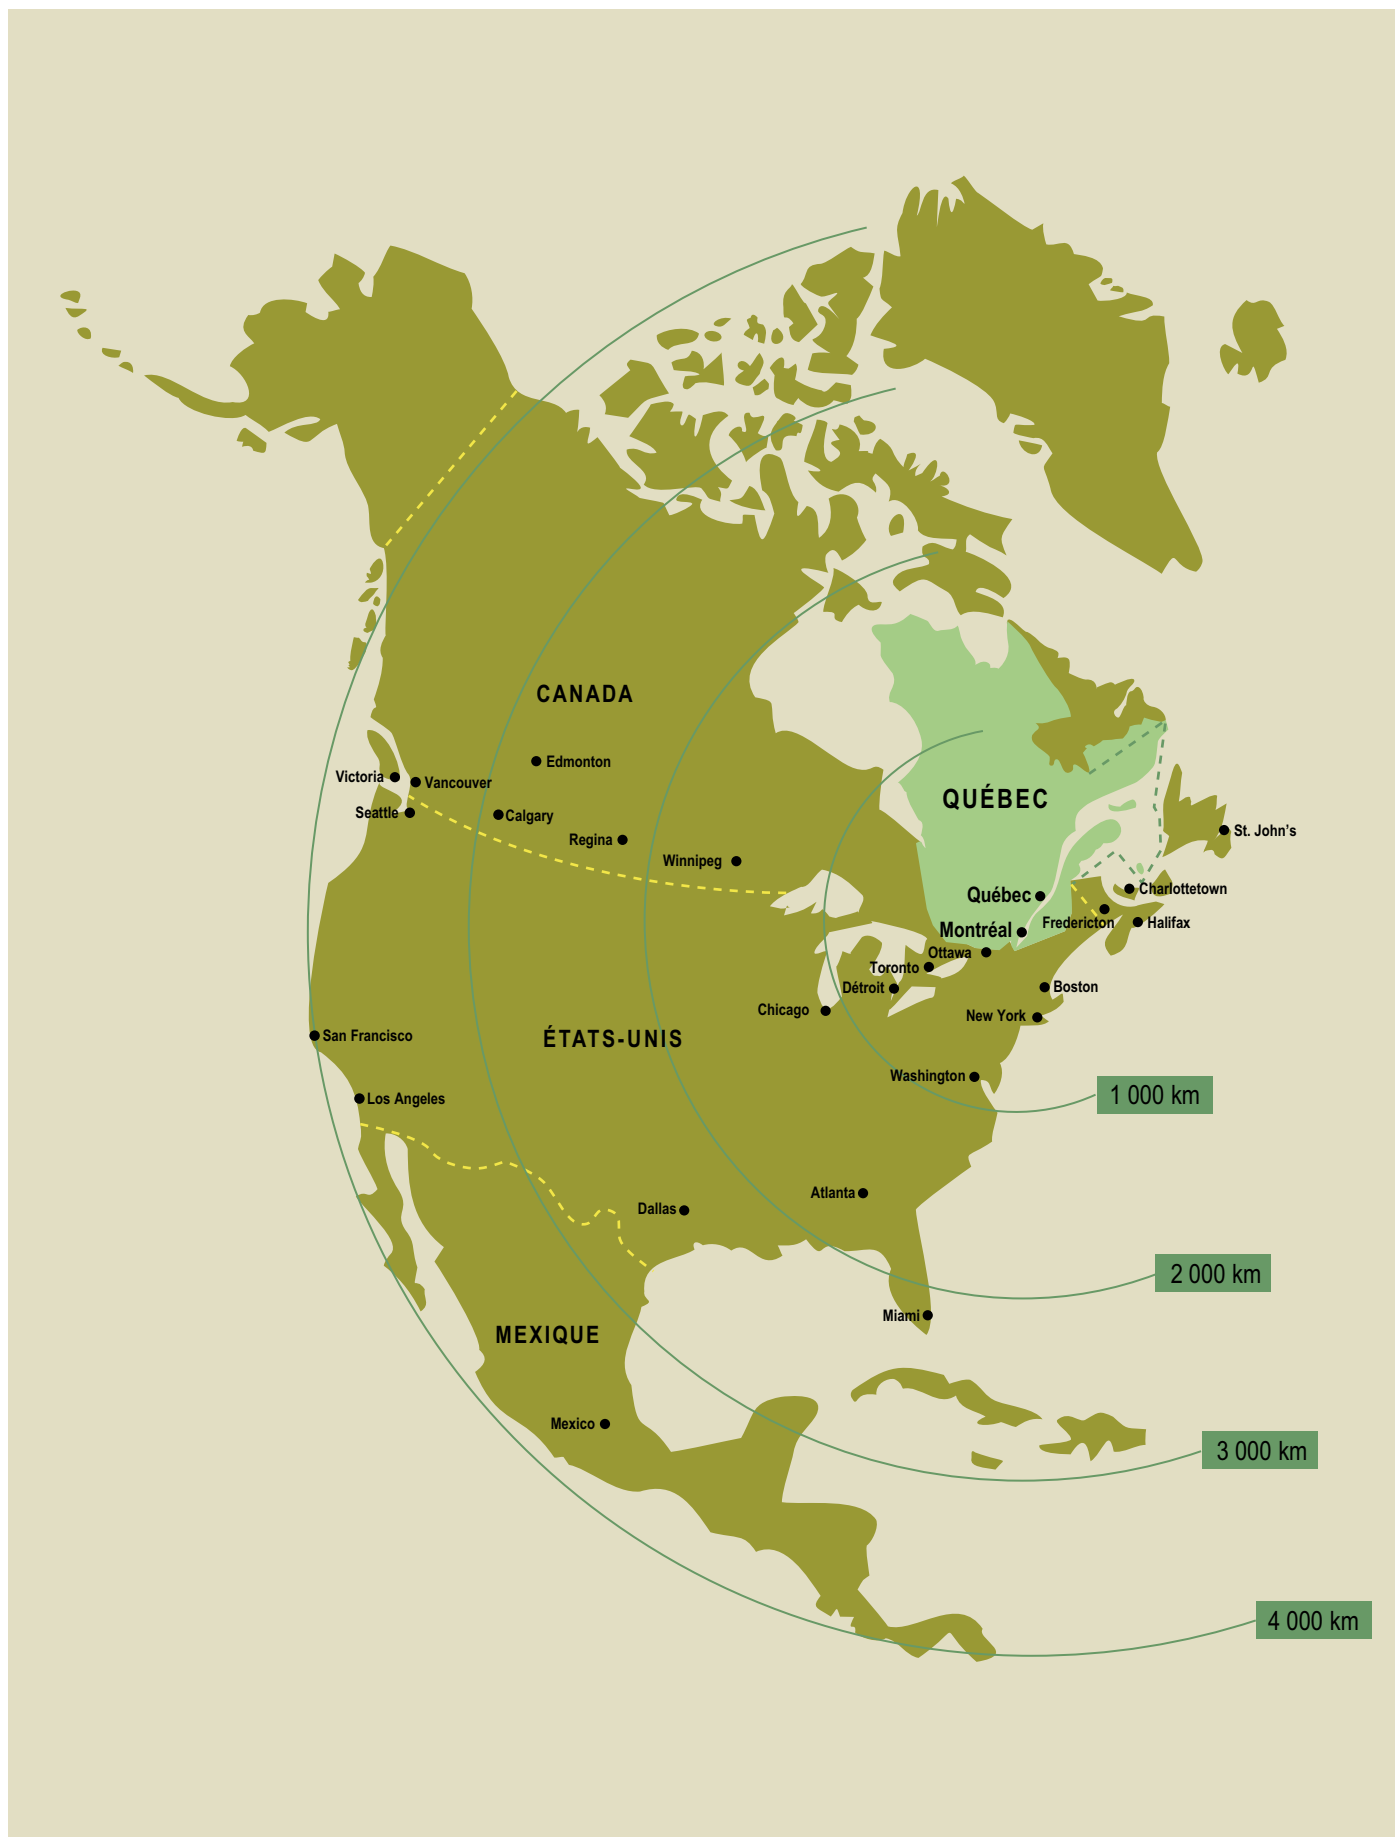 CANADA
Edmonton
Victoria
Vancouver
QUÉBEC
Seattle
Calgary
St. John's
Regina
Winnipeg
Charlottetown
Québec
Fredericton
Halifax
Montréal
Ottawa
Toronto
Détroit
Boston
Chicago
New York
San Francisco
ÉTATS-UNIS
Washington
1 000 km
Los Angeles
Atlanta
Dallas
2 000 km
Miami
MEXIQUE
Mexico
3 000 km
4 000 km